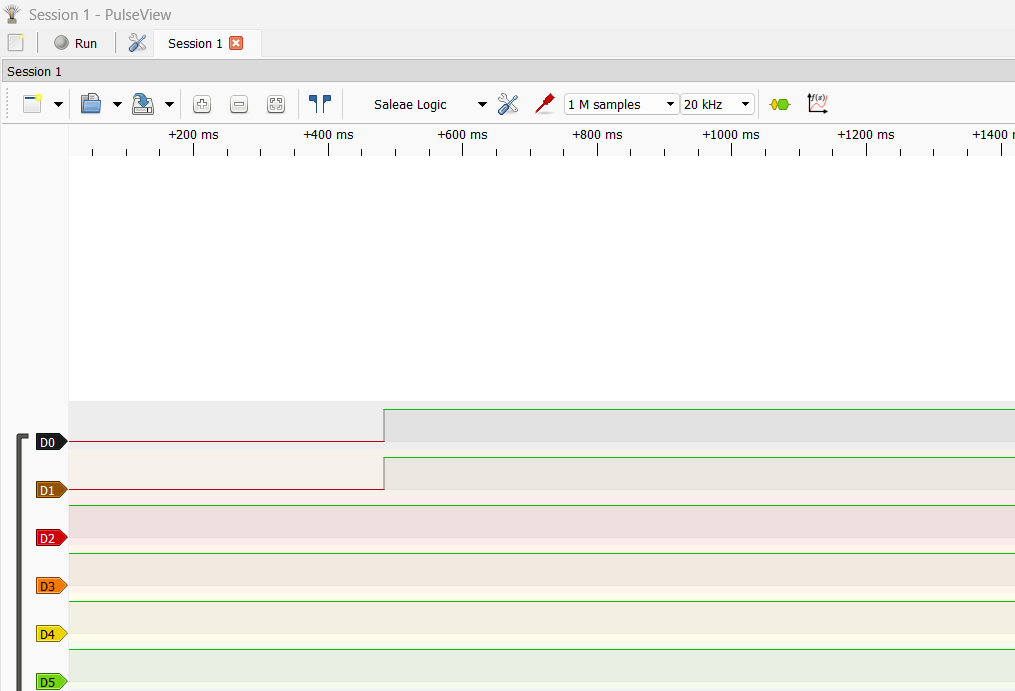 Session 1 - PulseView
Run
Session 1
Session 1
Saleae Logic 1 M samples 20 kHz f(x)
+200 ms +400 ms +600 ms +800 ms +1000 ms +1200 ms +1400 m
D0
D1
D2
D3
D4
D5